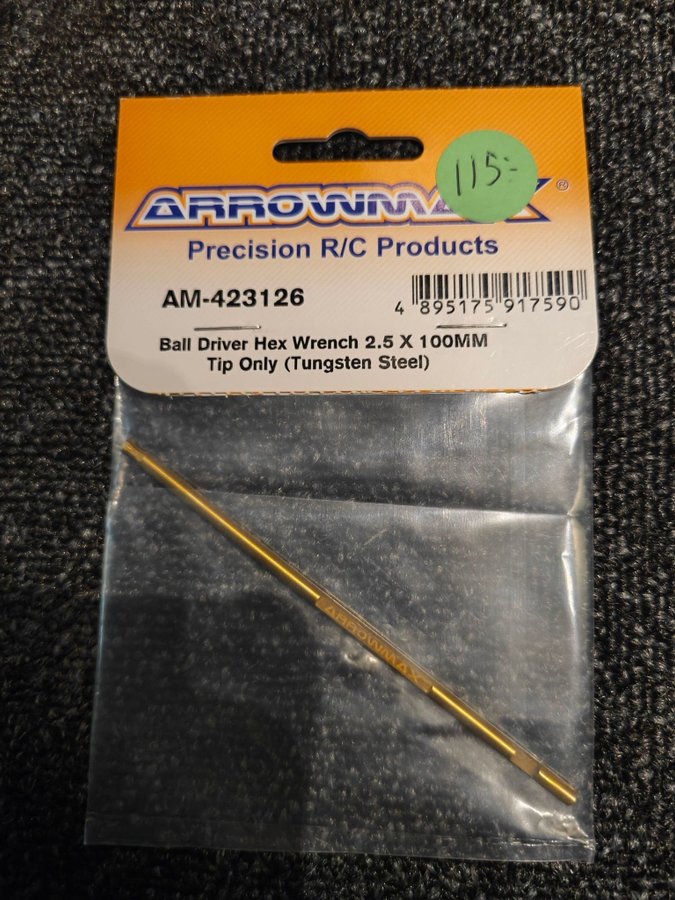 115:-
ARROWMAX®
Precision R/C Products
AM-423126
4 895175 917590
Ball Driver Hex Wrench 2.5 X 100MM
Tip Only (Tungsten Steel)
ARROWMAX